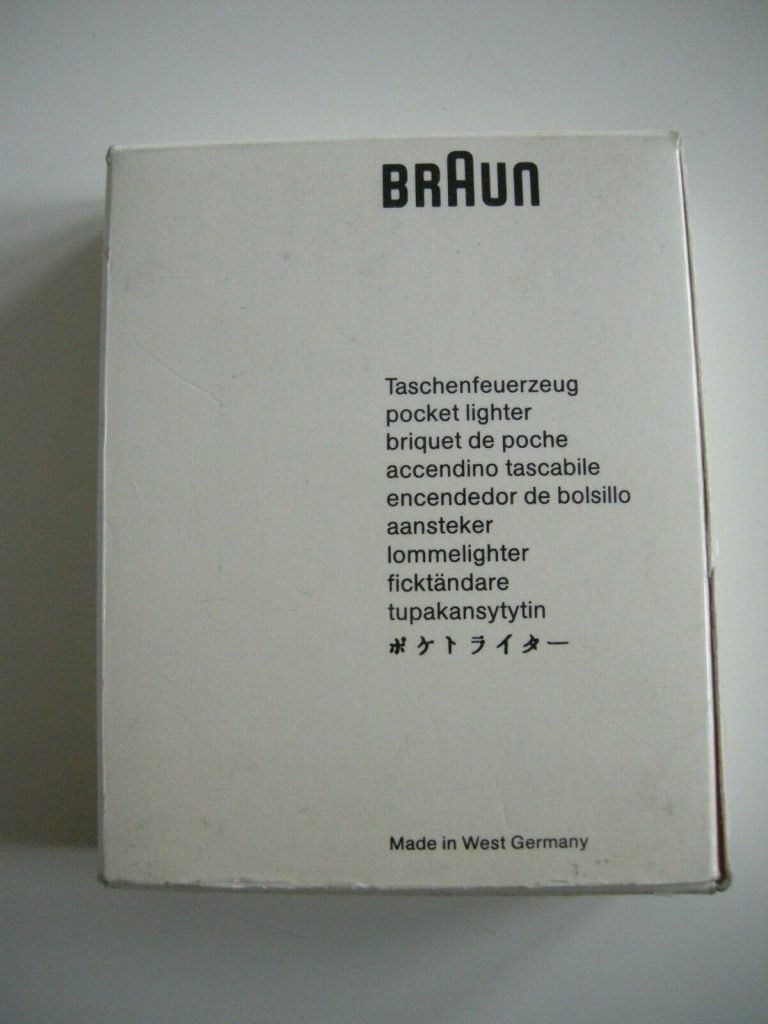 BRAUN
Taschenfeuerzeug
pocket lighter
briquet de poche
accendino tascabile
encendedor de bolsillo
aansteker
lommelighter
ficktändare
tupakansytytin
ポケトライター
Made in West Germany